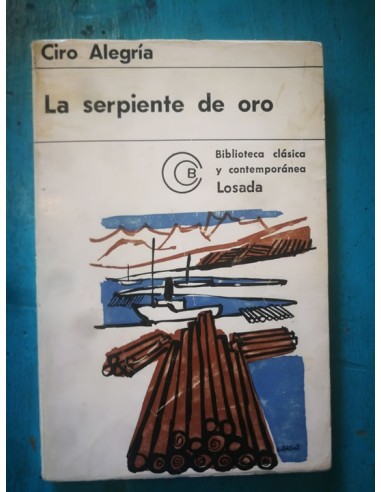 Ciro Alegría
La serpiente de oro
Biblioteca clásica
y contemporánea
Losada
B